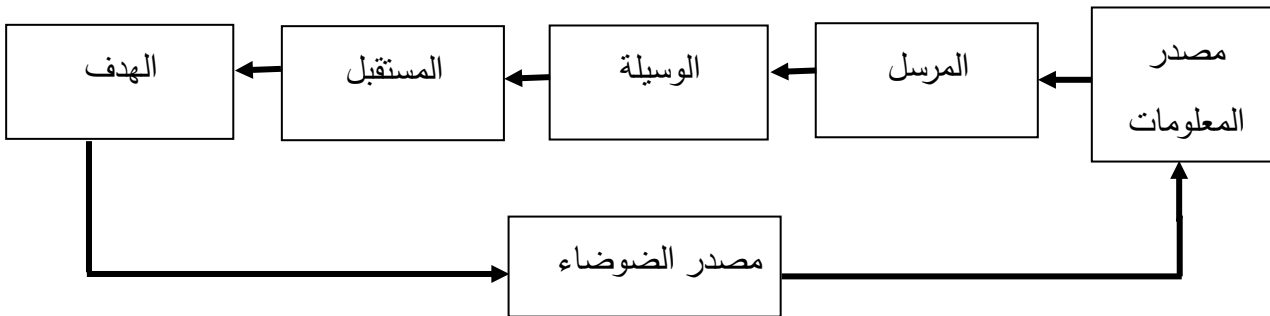 مصدر
المعلومات
المرسل
الوسيلة
المستقبل
الهدف
مصدر الضوضاء